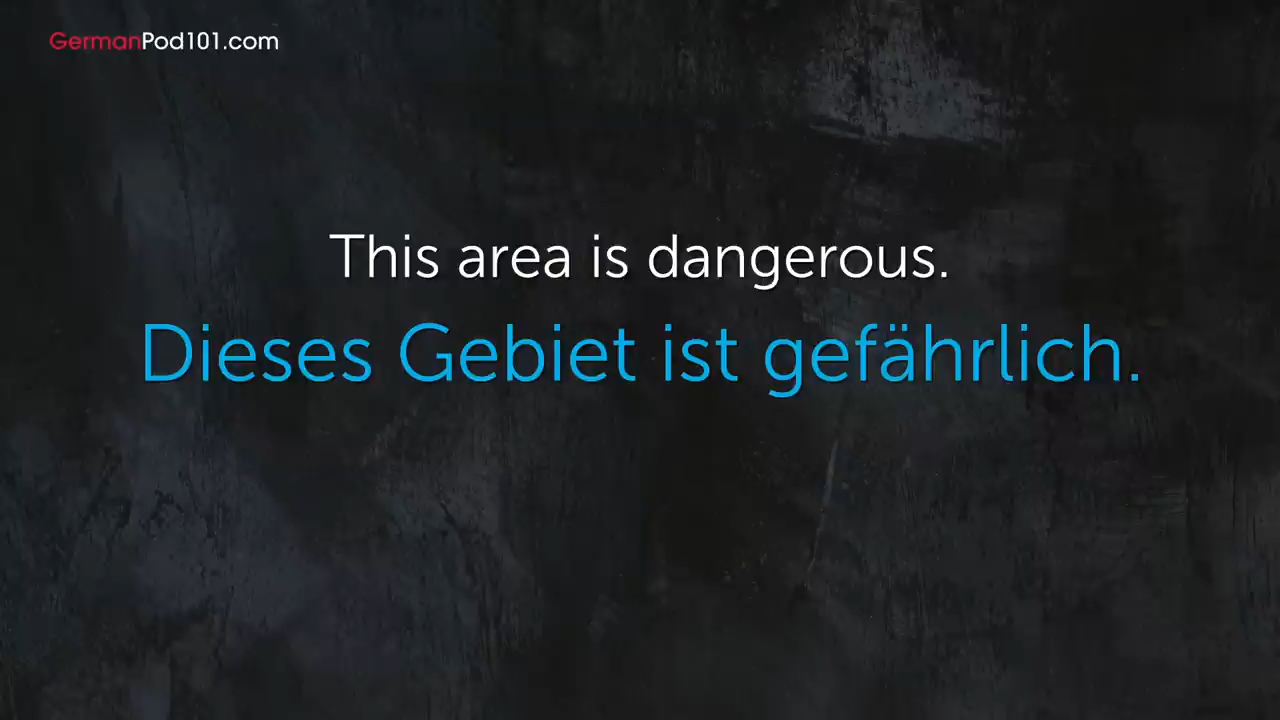 GermanPod101.com
This area is dangerous.
Dieses Gebiet ist gefährlich.